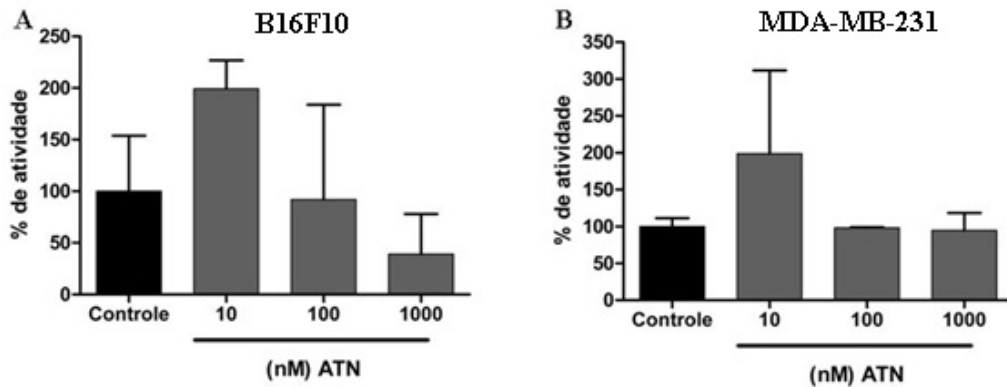 A
B16F10
% de atividade
250
200
150
100
50
0
Controle 10 100 1000
(nM) ATN
B
MDA-MB-231
% de atividade
350
300
250
200
150
100
50
0
Controle 10 100 1000
(nM) ATN